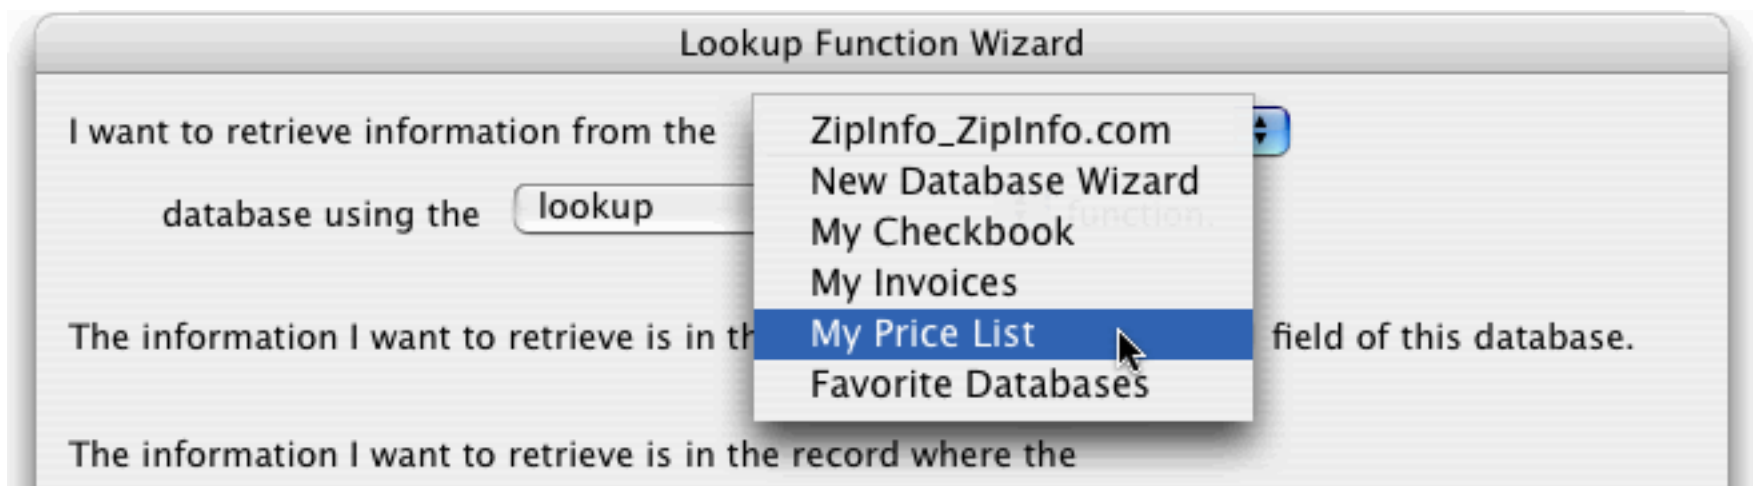 Lookup Function Wizard
I want to retrieve information from the
ZipInfo_ZipInfo.com
New Database Wizard
database using the lookup function.
My Checkbook
My Invoices
My Price List
The information I want to retrieve is in th field of this database.
Favorite Databases
The information I want to retrieve is in the record where the